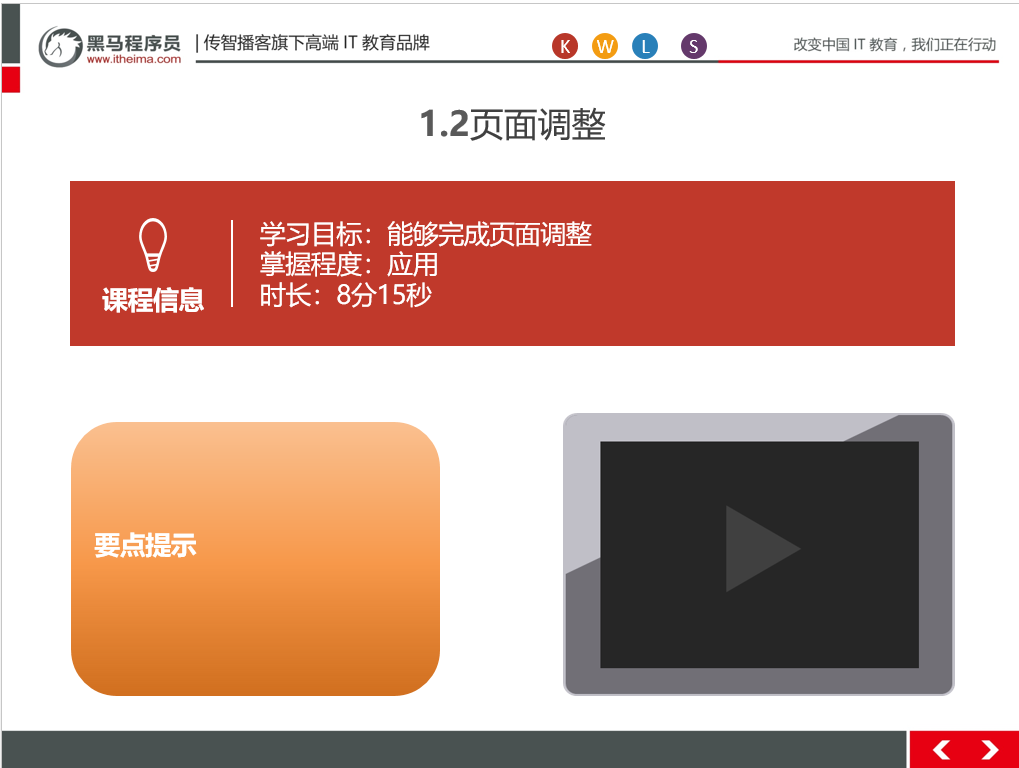 黑马程序员
www.itheima.com
传智播客旗下高端 IT 教育品牌
K W L S
改变中国 IT 教育，我们正在行动
1.2页面调整
课程信息
学习目标：能够完成页面调整
掌握程度：应用
时长：8分15秒
要点提示